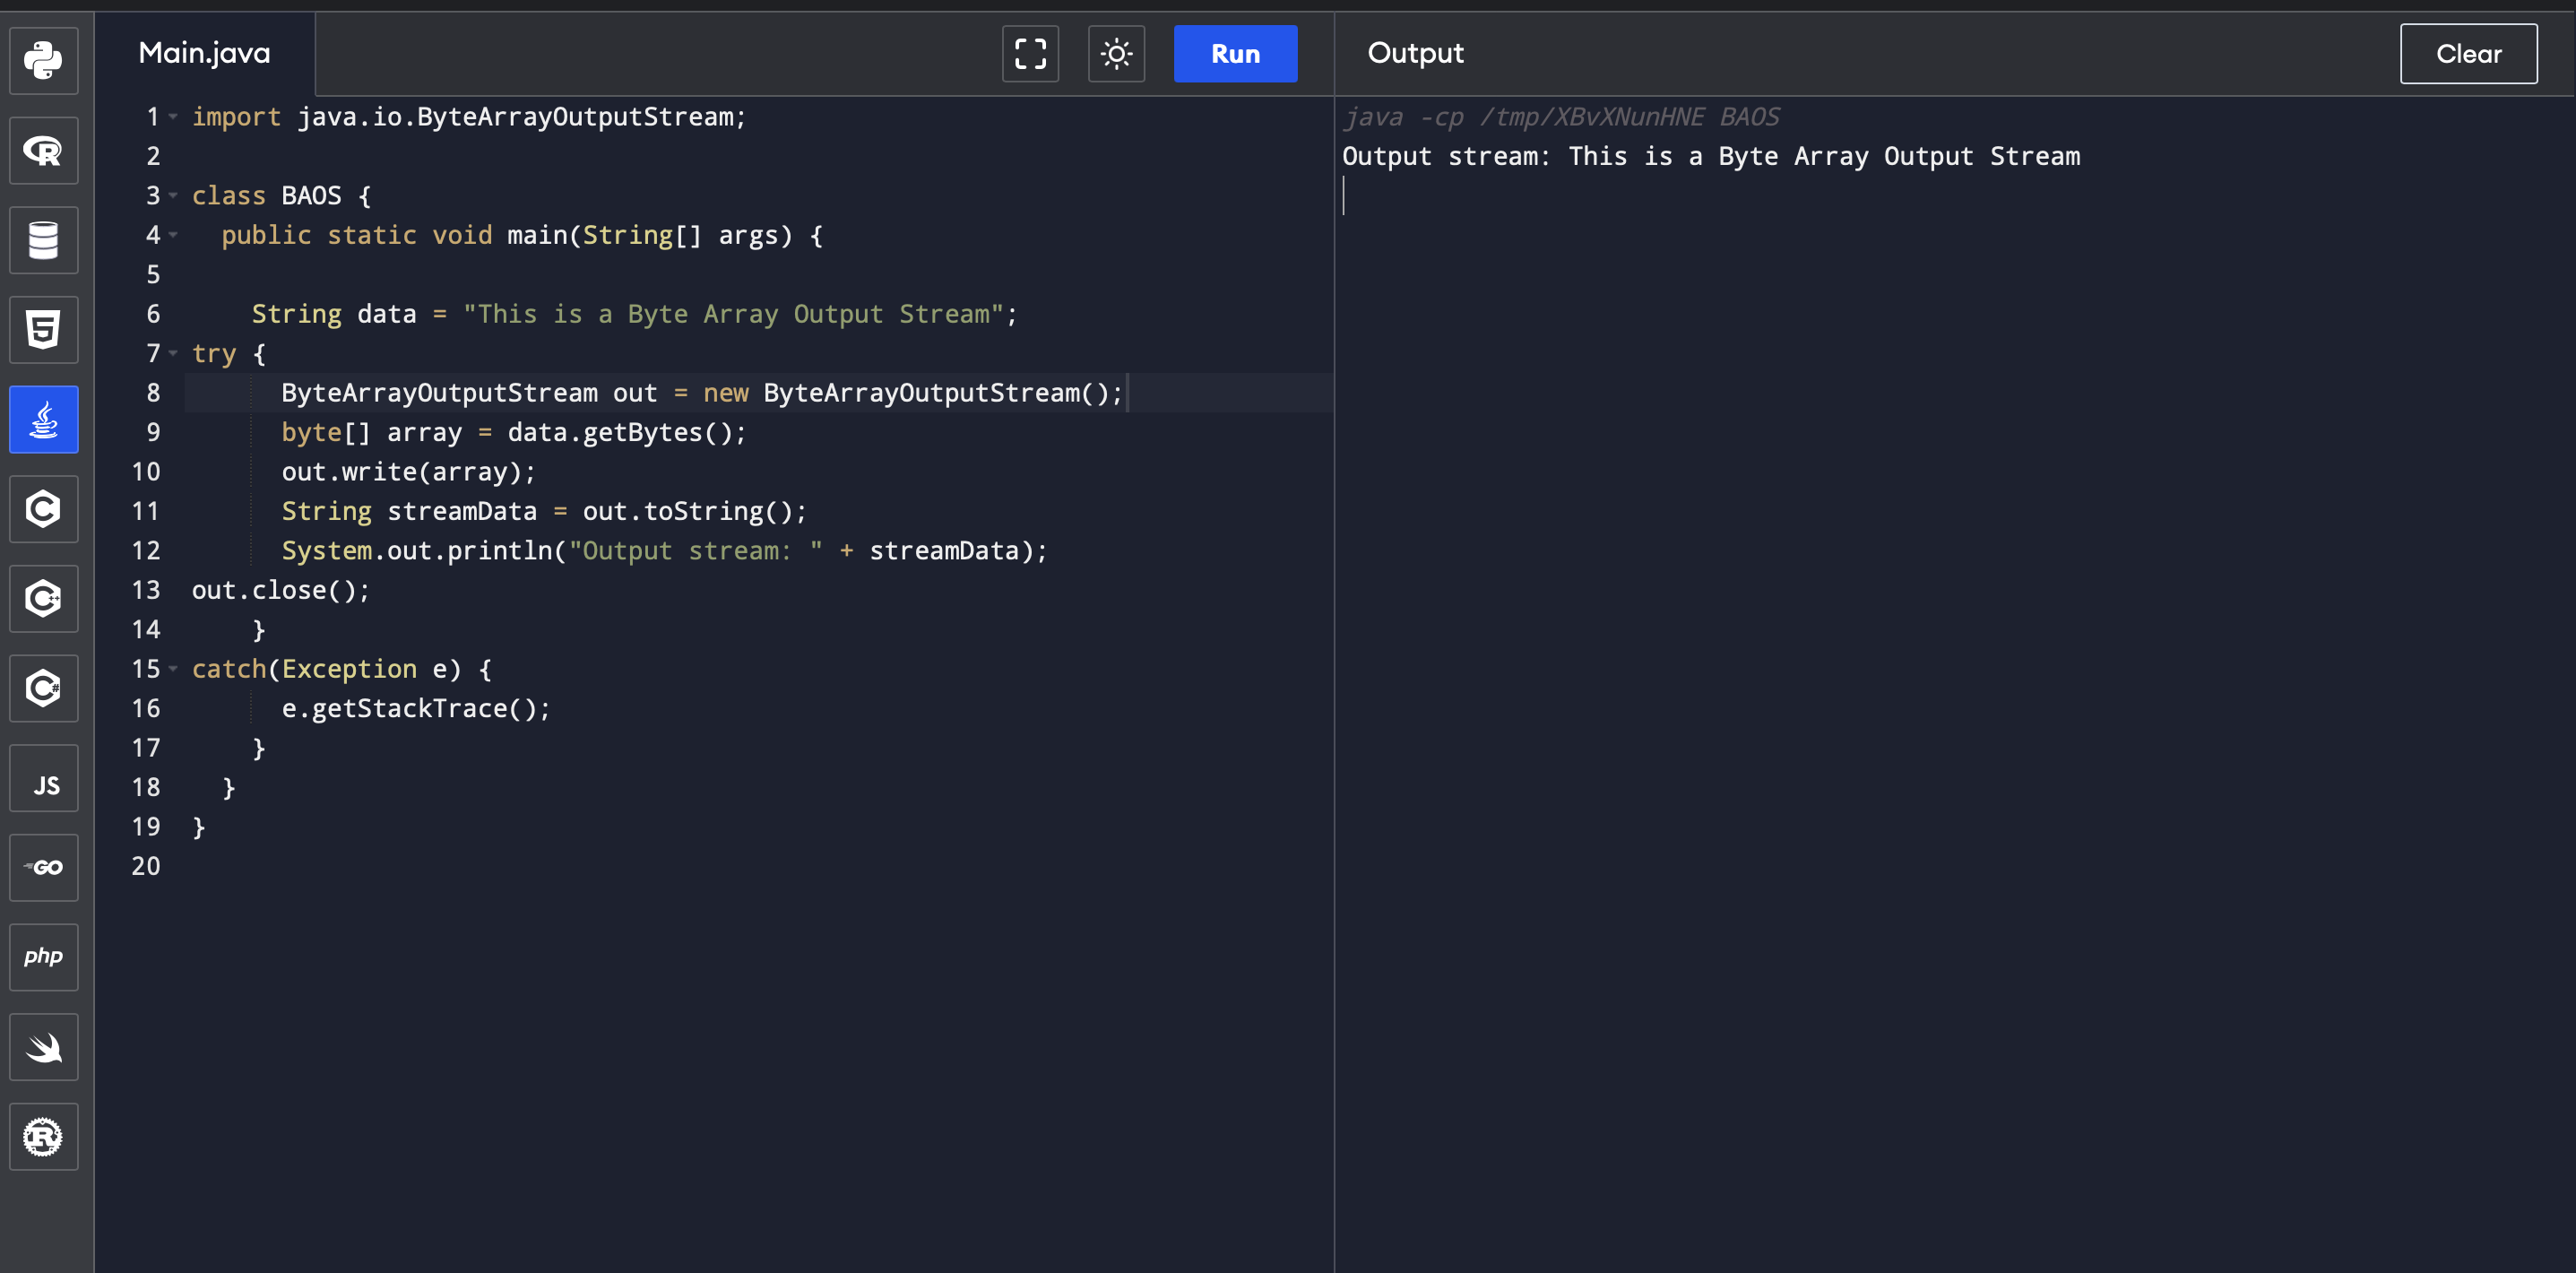 Main.java
Run
Output
Clear
1 import java.io.ByteArrayOutputStream;
2
3 class BAOS {
4 public static void main(String[] args) {
5
6 String data = "This is a Byte Array Output Stream";
7 try {
8 ByteArrayOutputStream out = new ByteArrayOutputStream();
9 byte[] array = data.getBytes();
10 out.write(array);
11 String streamData = out.toString();
12 System.out.println("Output stream: " + streamData);
13 out.close();
14 }
15 catch(Exception e) {
16 e.getStackTrace();
17 }
18 }
19 }
20
java -cp /tmp/XBvXNunHNE BAOS
Output stream: This is a Byte Array Output Stream
R
5
C
C++
C#
JS
GO
php
R